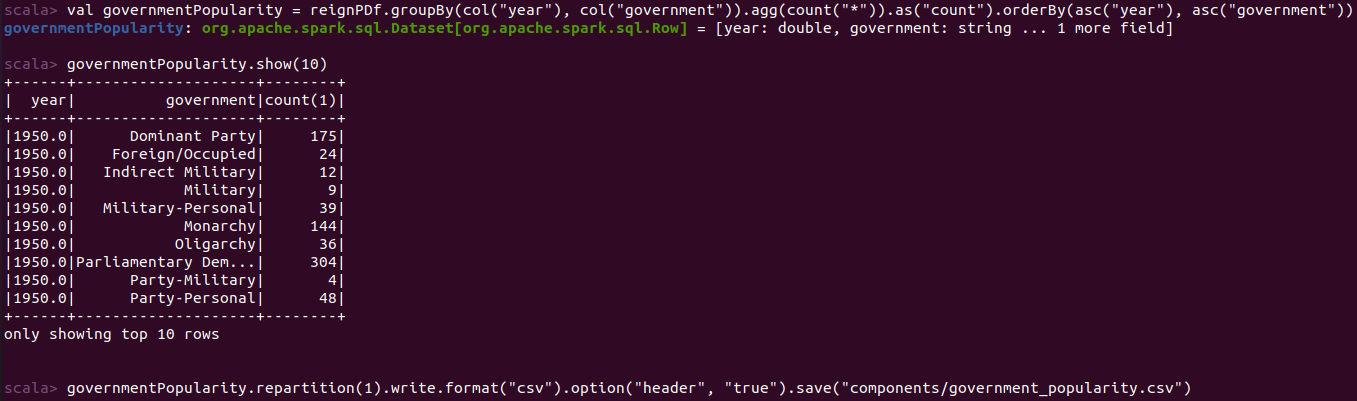 scala> val governmentPopularity = reignPDf.groupBy(col("year"), col("government")).agg(count("*")).as("count").orderBy(asc("year"), asc("government"))
governmentPopularity: org.apache.spark.sql.Dataset[org.apache.spark.sql.Row] = [year: double, government: string ... 1 more field]
scala> governmentPopularity.show(10)
+------+--------------------+--------+
|  year|          government|count(1)|
+------+--------------------+--------+
|1950.0|      Dominant Party|     175|
|1950.0|    Foreign/Occupied|      24|
|1950.0|   Indirect Military|      12|
|1950.0|            Military|       9|
|1950.0|   Military-Personal|      39|
|1950.0|            Monarchy|     144|
|1950.0|           Oligarchy|      36|
|1950.0|Parliamentary Dem...|     304|
|1950.0|      Party-Military|       4|
|1950.0|      Party-Personal|      48|
+------+--------------------+--------+
only showing top 10 rows
scala> governmentPopularity.repartition(1).write.format("csv").option("header", "true").save("components/government_popularity.csv")